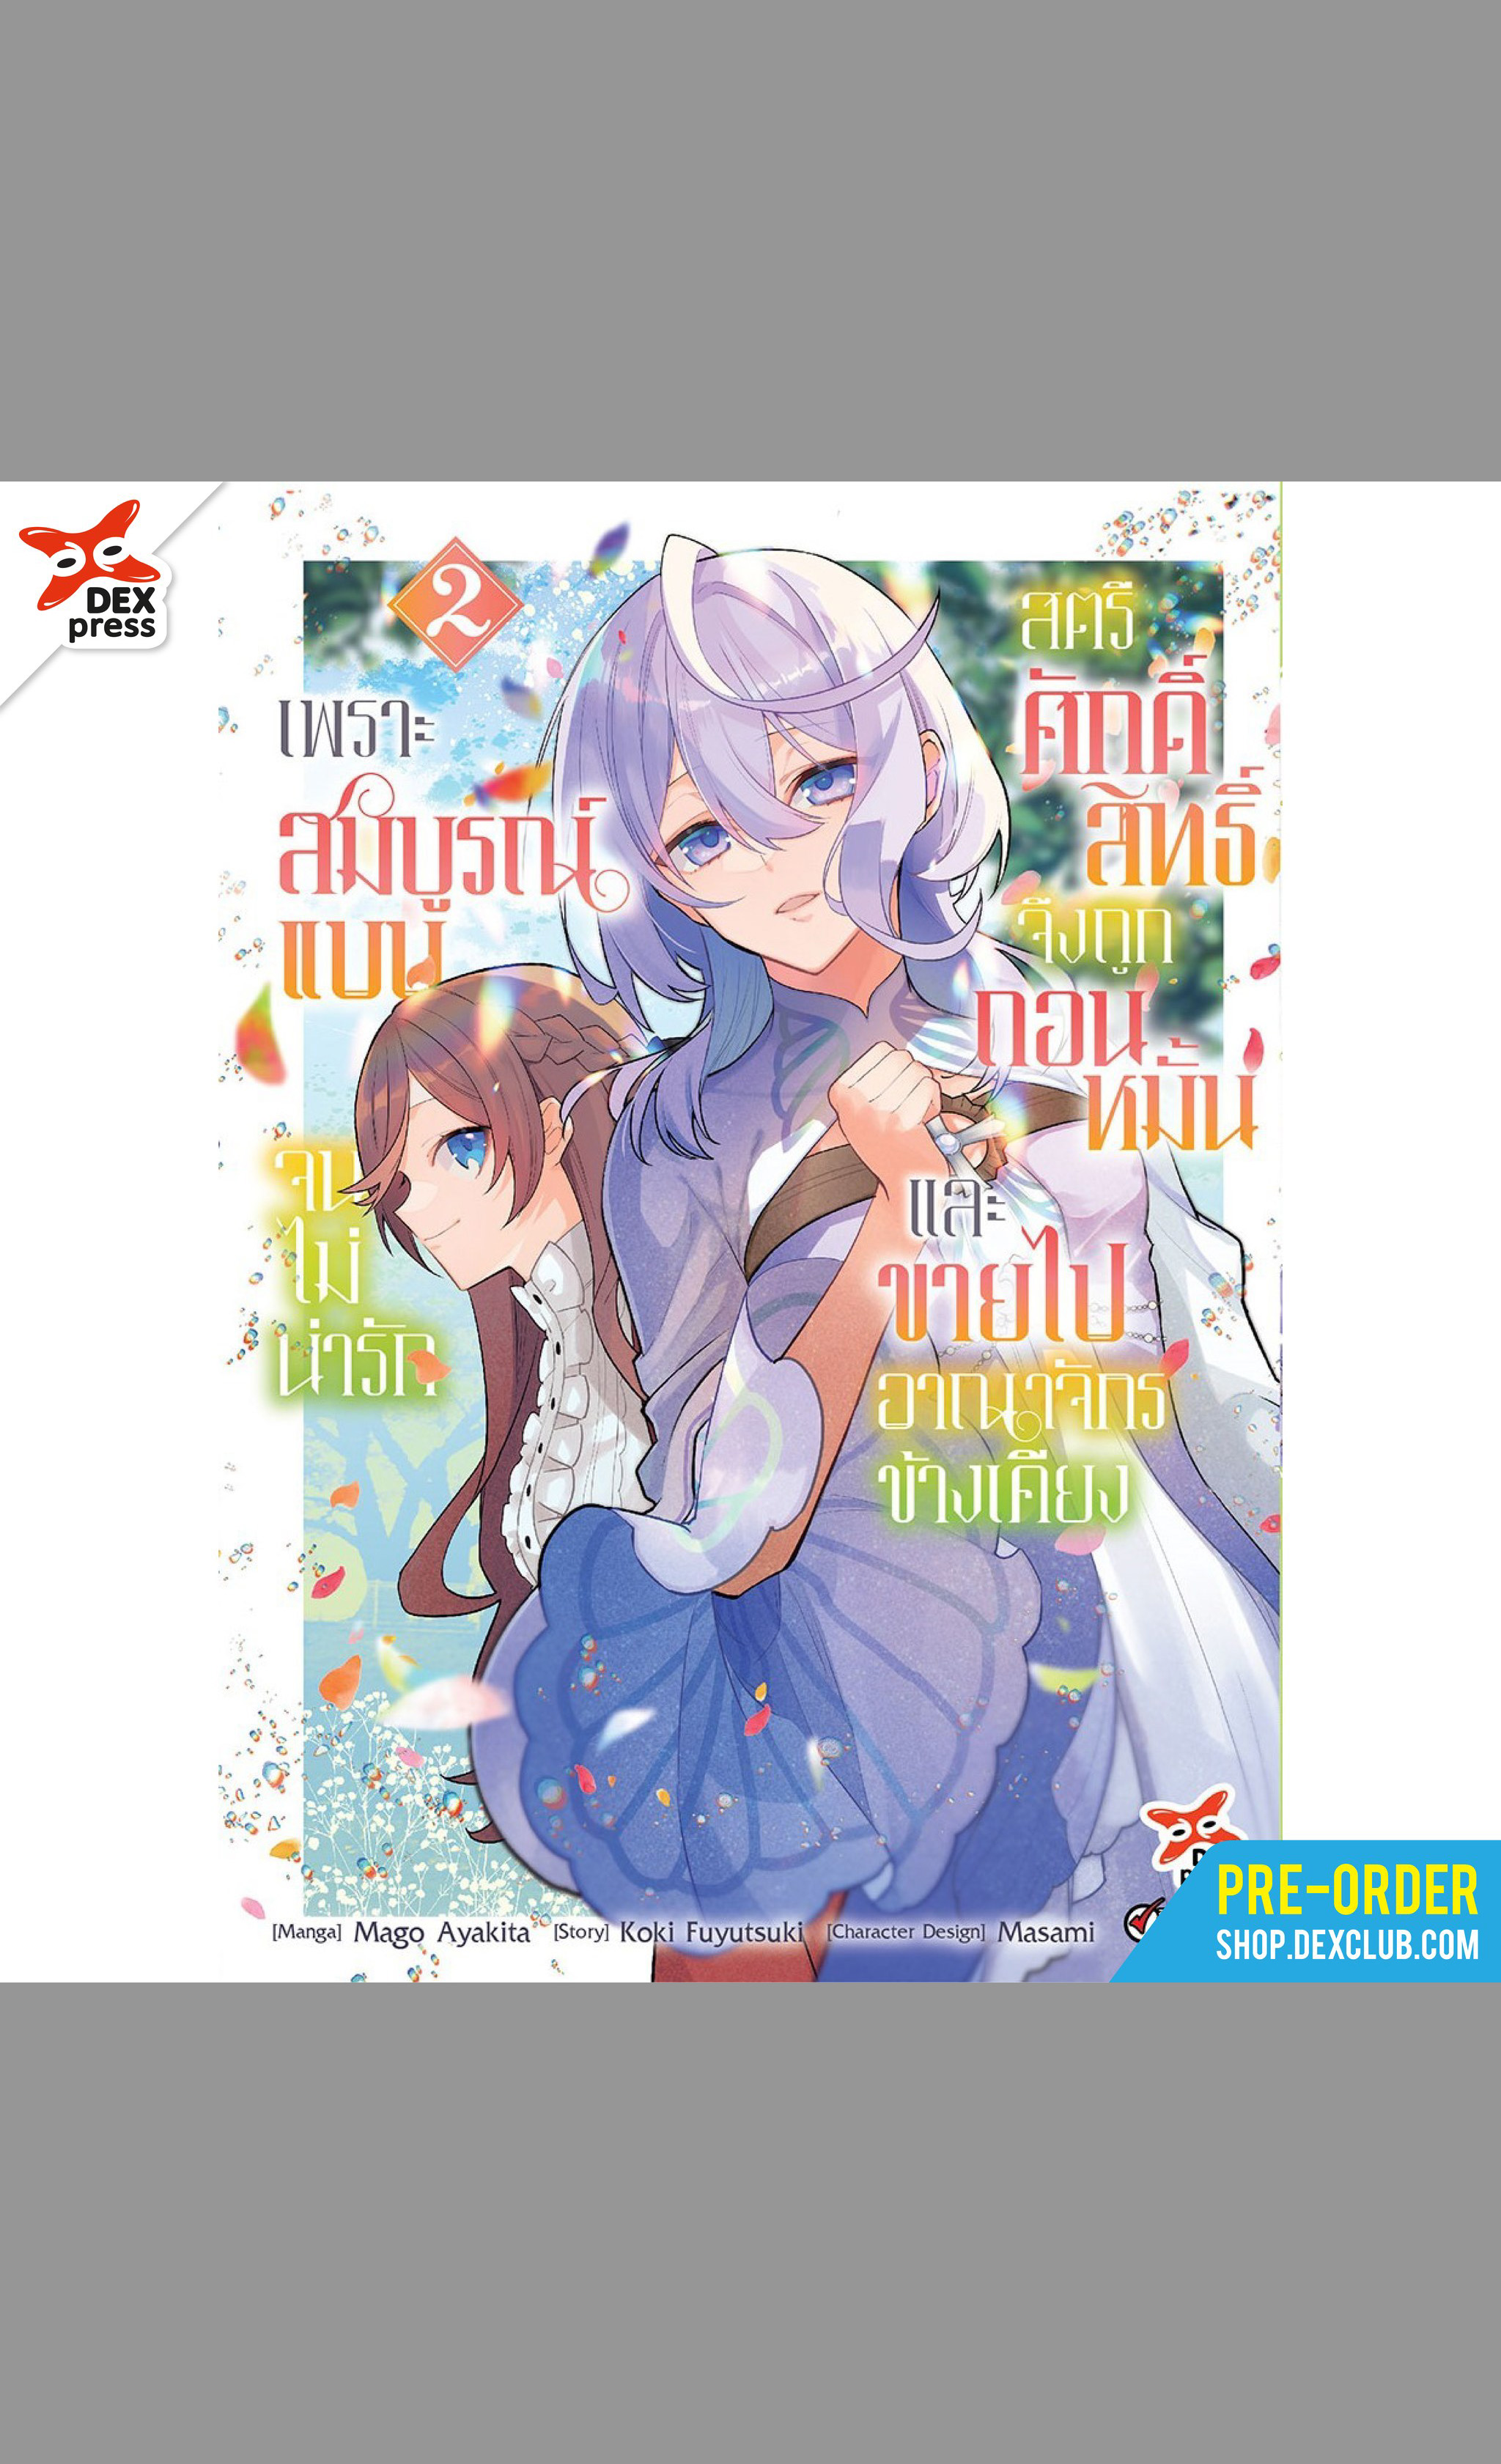 DEX
press
2
เพราะ
สมบูรณ์
แบบ
จน
ไม่
น่ารัก
สตรี
ศักดิ์
สิทธิ์
จึงถูก
ถอน
หมั้น
และ
ขายไป
อาณาจักร
ข้างเคียง
[Manga] Mago Ayakita [Story] Koki Fuyutsuki [Character Design] Masami
PRE-ORDER
SHOP.DEXCLUB.COM